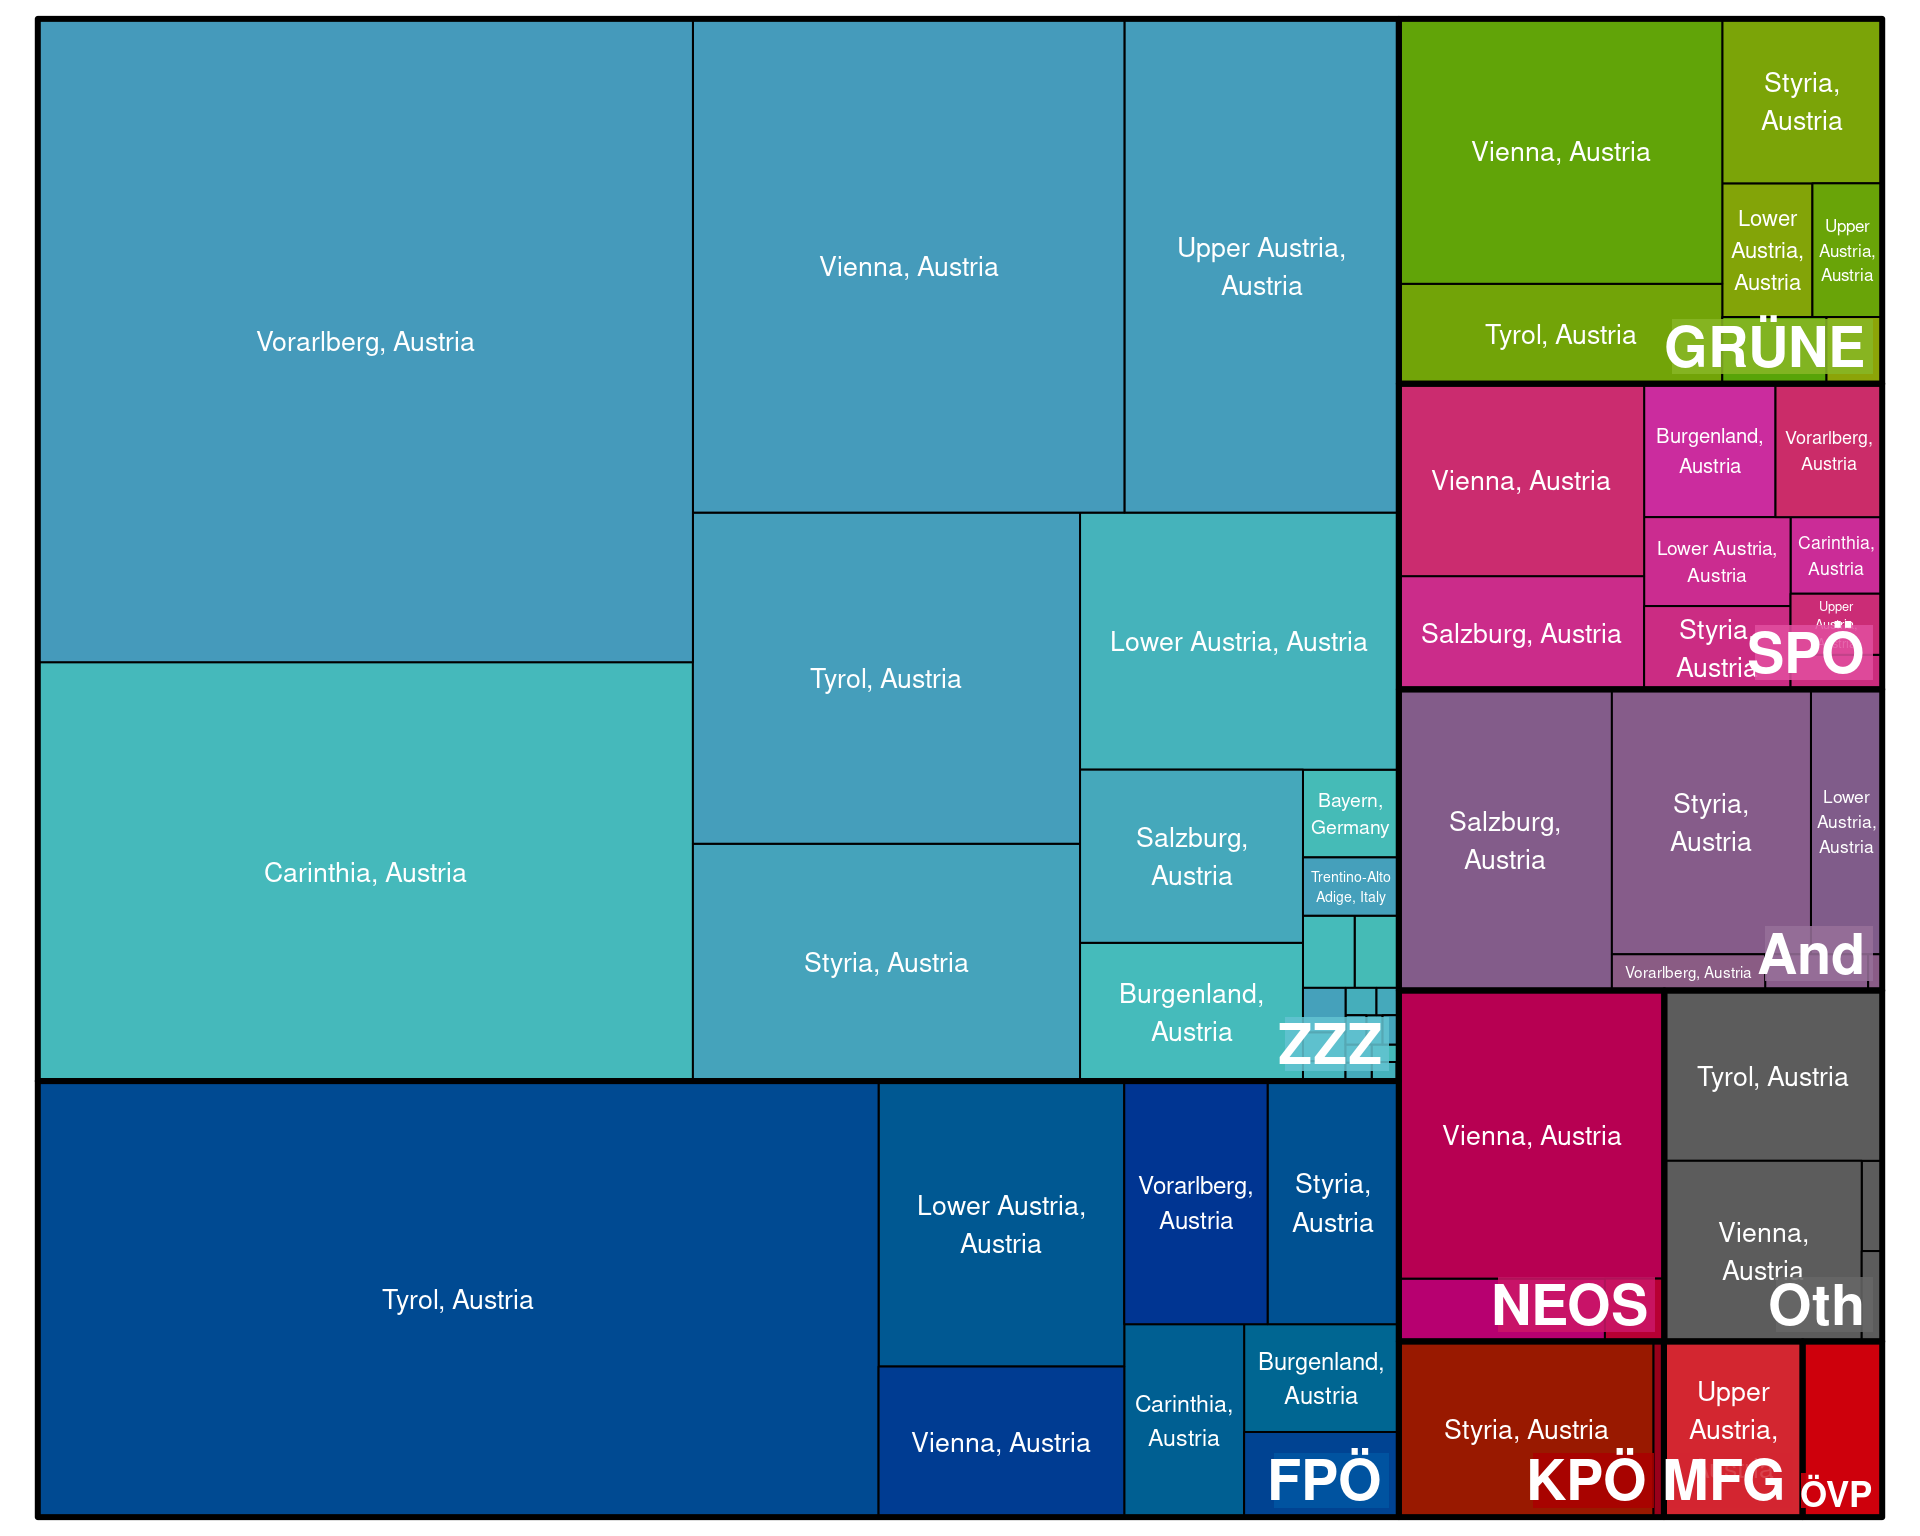 Vorarlberg, Austria
Vienna, Austria
Upper Austria,
Austria
Carinthia, Austria
Tyrol, Austria
Lower Austria, Austria
Styria, Austria
Salzburg,
Austria
Bayern,
Germany
Trentino-Alto
Adige, Italy
Burgenland,
Austria
ZZZ
Tyrol, Austria
Lower Austria,
Austria
Vienna, Austria
Vorarlberg,
Austria
Styria,
Austria
Carinthia,
Austria
Burgenland,
Austria
FPÖ
Vienna, Austria
Styria,
Austria
Lower
Austria,
Austria
Upper
Austria,
Austria
Tyrol, Austria
GRÜNE
Vienna, Austria
Burgenland,
Austria
Vorarlberg,
Austria
Lower Austria,
Austria
Carinthia,
Austria
Salzburg, Austria
Styria,
Austria
Upper
Austria,
SPÖ
Salzburg,
Austria
Styria,
Austria
Lower
Austria,
Austria
Vorarlberg, Austria
And
Vienna, Austria
NEOS
Tyrol, Austria
Vienna,
Austria
Oth
Styria, Austria
KPÖ
Upper
Austria,
MFG
ÖVP